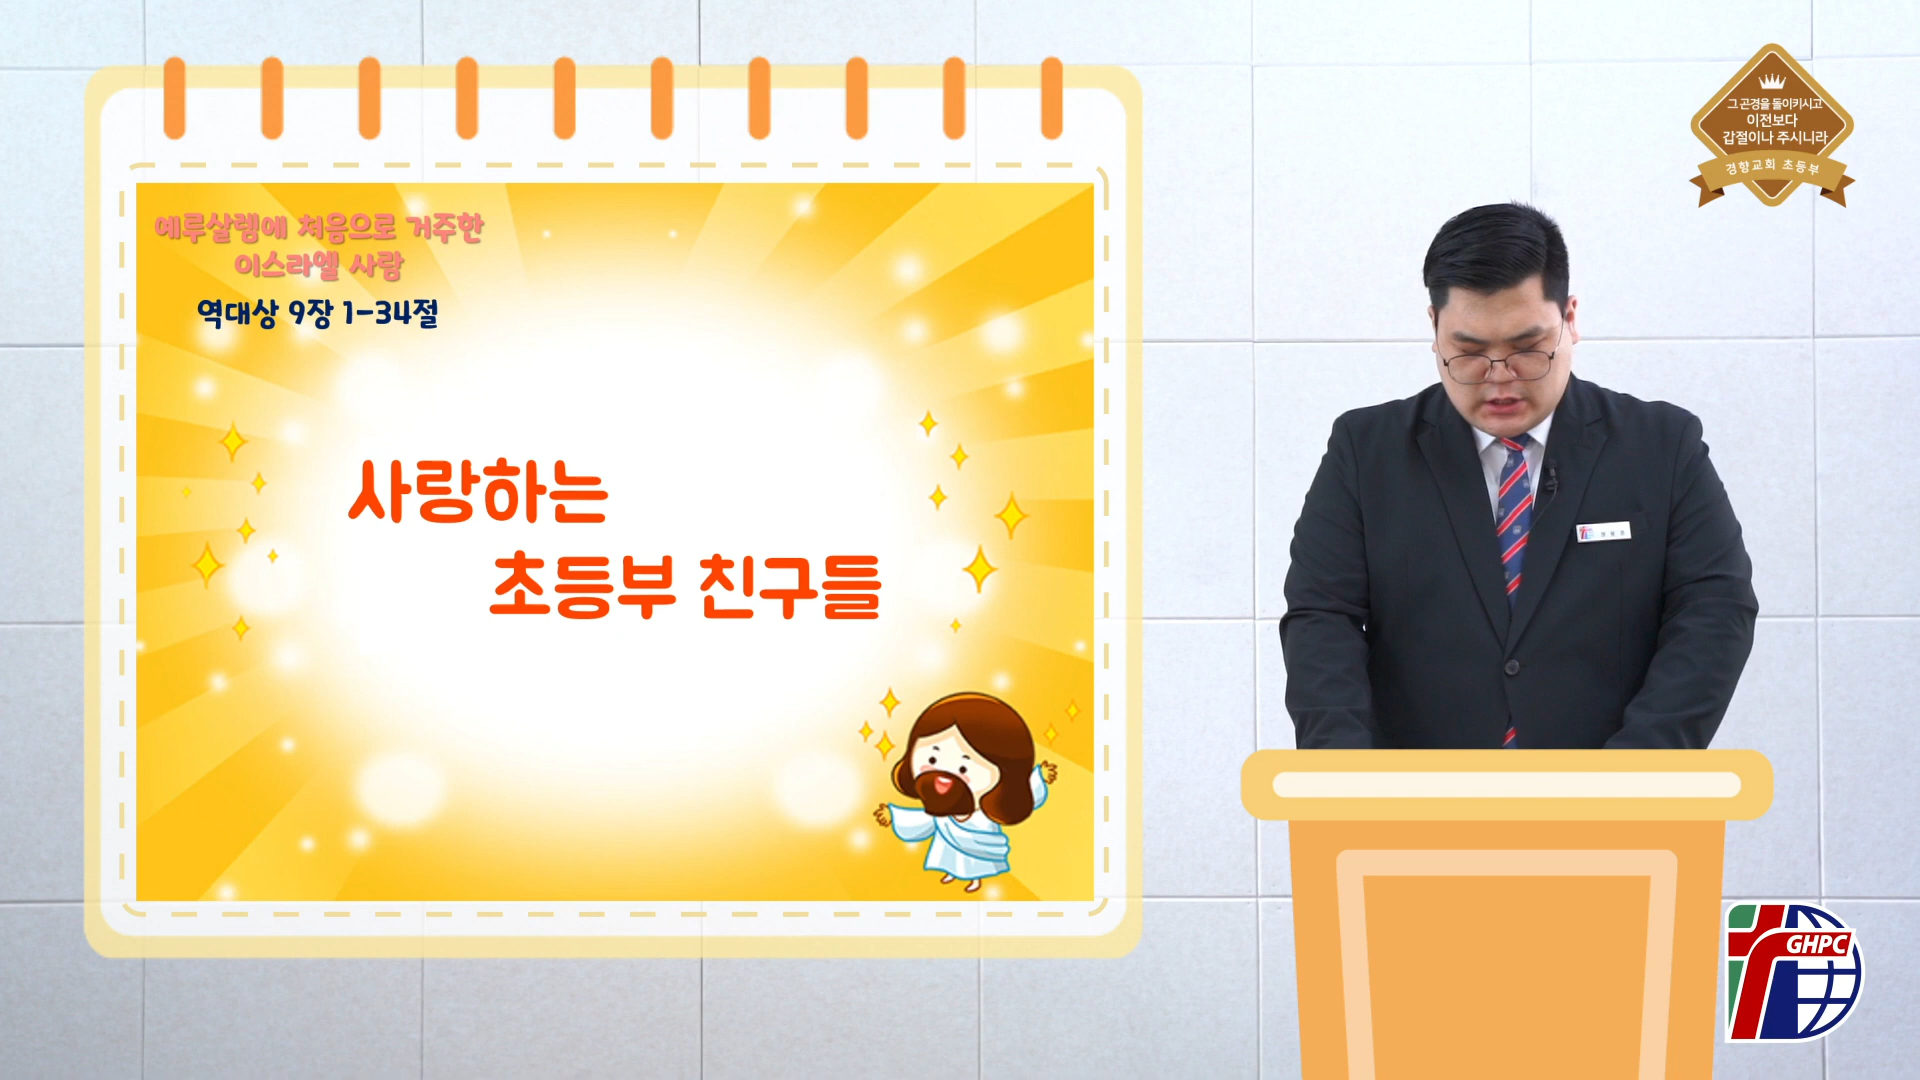 예루살렘에 처음으로 거주한
이스라엘 사람
역대상 9장 1-34절
사랑하는
초등부 친구들
그 곤경을 돌이키시고
이전보다
갑절이나 주시니라
경향교회 초등부
GHPC